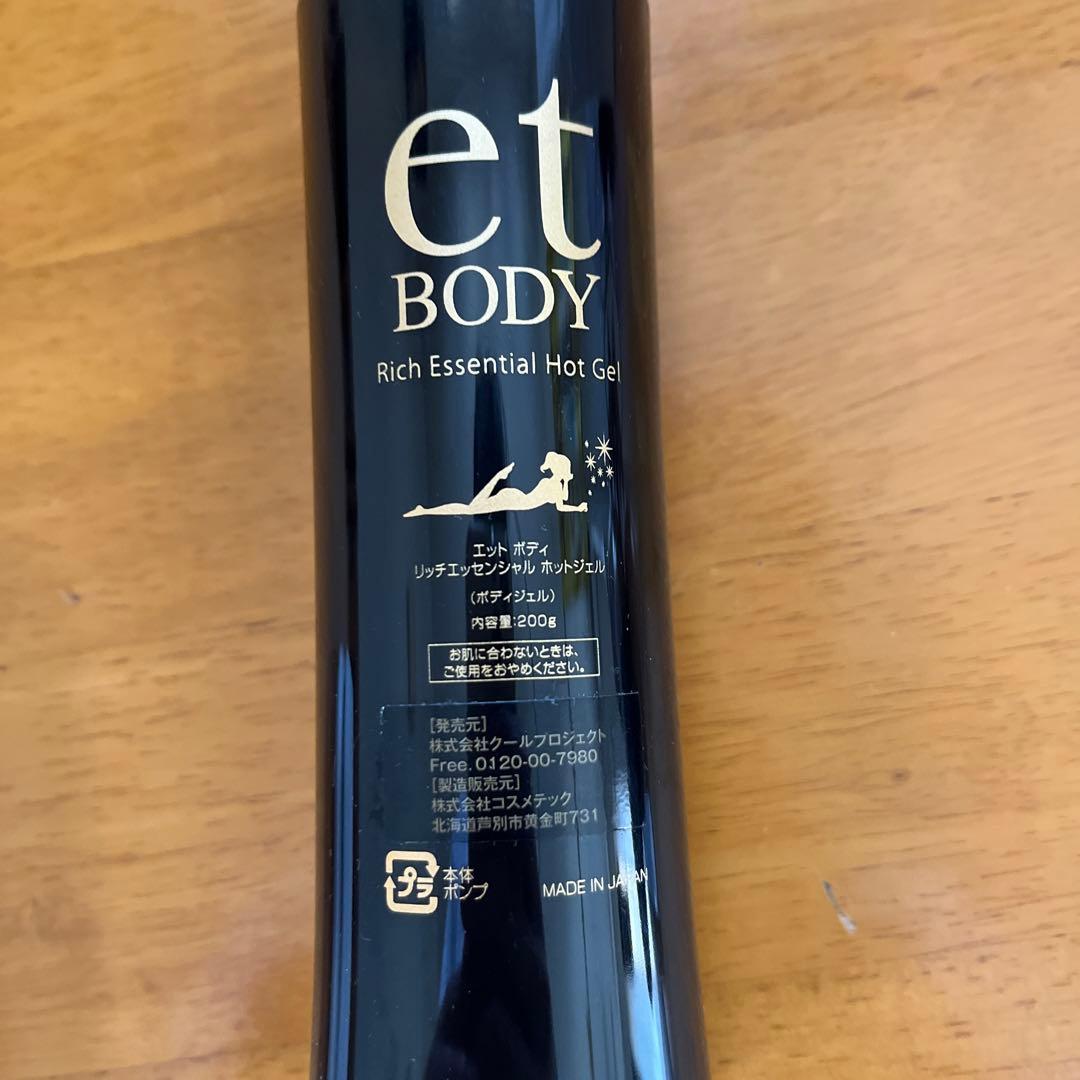 et
BODY
Rich Essential Hot Gel
エット ボディ
リッチエッセンシャル ホットジェル
(ボディジェル)
内容量:200g
お肌に合わないときは、
ご使用をおやめください。
[発売元]
株式会社クールプロジェクト
Free.0120-00-7980
[製造販売元]
株式会社コスメテック
北海道芦別市黄金町731
プラ
本体
ポンプ
MADE IN JAPAN